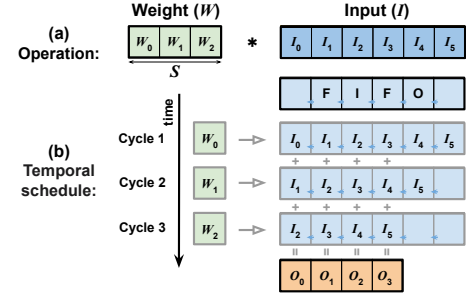 Weight (W) Input (I)
(a) Operation: W0 W1 W2 * I0 I1 I2 I3 I4 I5
S
F I F O
time
(b) Temporal schedule:
Cycle 1 W0 I0 I1 I2 I3 I4 I5
+ + + +
Cycle 2 W1 I1 I2 I3 I4 I5
+ + + +
Cycle 3 W2 I2 I3 I4 I5
= = = =
O0 O1 O2 O3